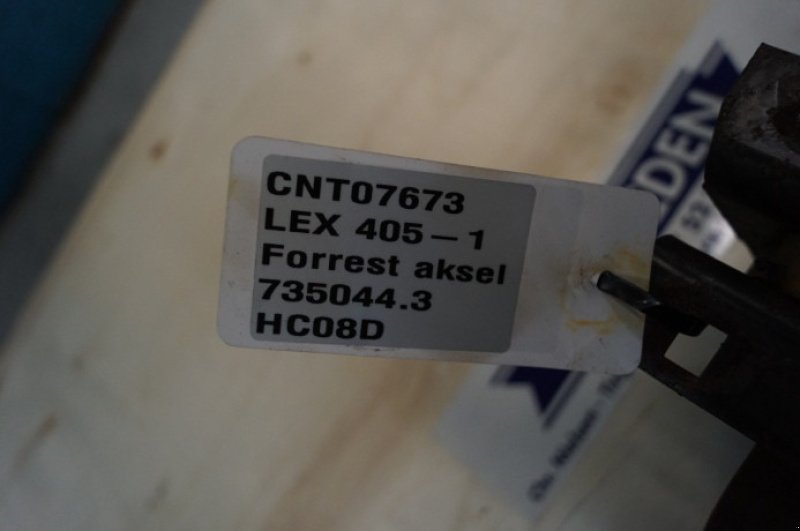 CNT07673
LEX 405-1
Forrest aksel
735044.3
HC08D